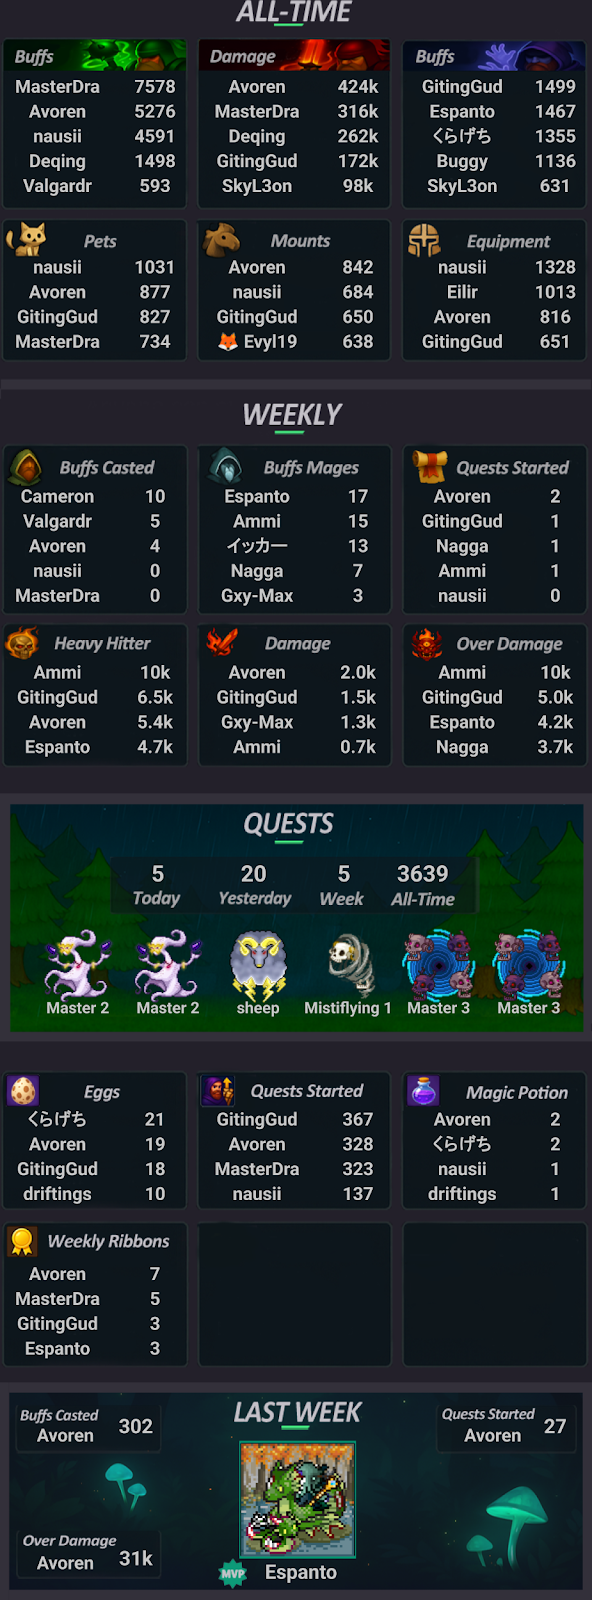 ALL-TIME
Buffs
MasterDra 7578
Avoren 5276
nausii 4591
Deqing 1498
Valgardr 593
Damage
Avoren 424k
MasterDra 316k
Deqing 262k
GitingGud 172k
SkyL3on 98k
Buffs
GitingGud 1499
Espanto 1467
くらげち 1355
Buggy 1136
SkyL3on 631
Pets
nausii 1031
Avoren 877
GitingGud 827
MasterDra 734
Mounts
Avoren 842
nausii 684
GitingGud 650
🦊 Evyl19 638
Equipment
nausii 1328
Eilir 1013
Avoren 816
GitingGud 651
WEEKLY
Buffs Casted
Cameron 10
Valgardr 5
Avoren 4
nausii 0
MasterDra 0
Buffs Mages
Espanto 17
Ammi 15
イッカー 13
Nagga 7
Gxy-Max 3
Quests Started
Avoren 2
GitingGud 1
Nagga 1
Ammi 1
nausii 0
Heavy Hitter
Ammi 10k
GitingGud 6.5k
Avoren 5.4k
Espanto 4.7k
Damage
Avoren 2.0k
GitingGud 1.5k
Gxy-Max 1.3k
Ammi 0.7k
Over Damage
Ammi 10k
GitingGud 5.0k
Espanto 4.2k
Nagga 3.7k
QUESTS
5 20 5 3639
Today Yesterday Week All-Time
Master 2 Master 2 sheep Mistiflying 1 Master 3 Master 3
Eggs
くらげち 21
Avoren 19
GitingGud 18
driftings 10
Quests Started
GitingGud 367
Avoren 328
MasterDra 323
nausii 137
Magic Potion
Avoren 2
くらげち 2
nausii 1
driftings 1
Weekly Ribbons
Avoren 7
MasterDra 5
GitingGud 3
Espanto 3
LAST WEEK
Buffs Casted
Avoren 302
Quests Started
Avoren 27
Over Damage
Avoren 31k
MVP Espanto